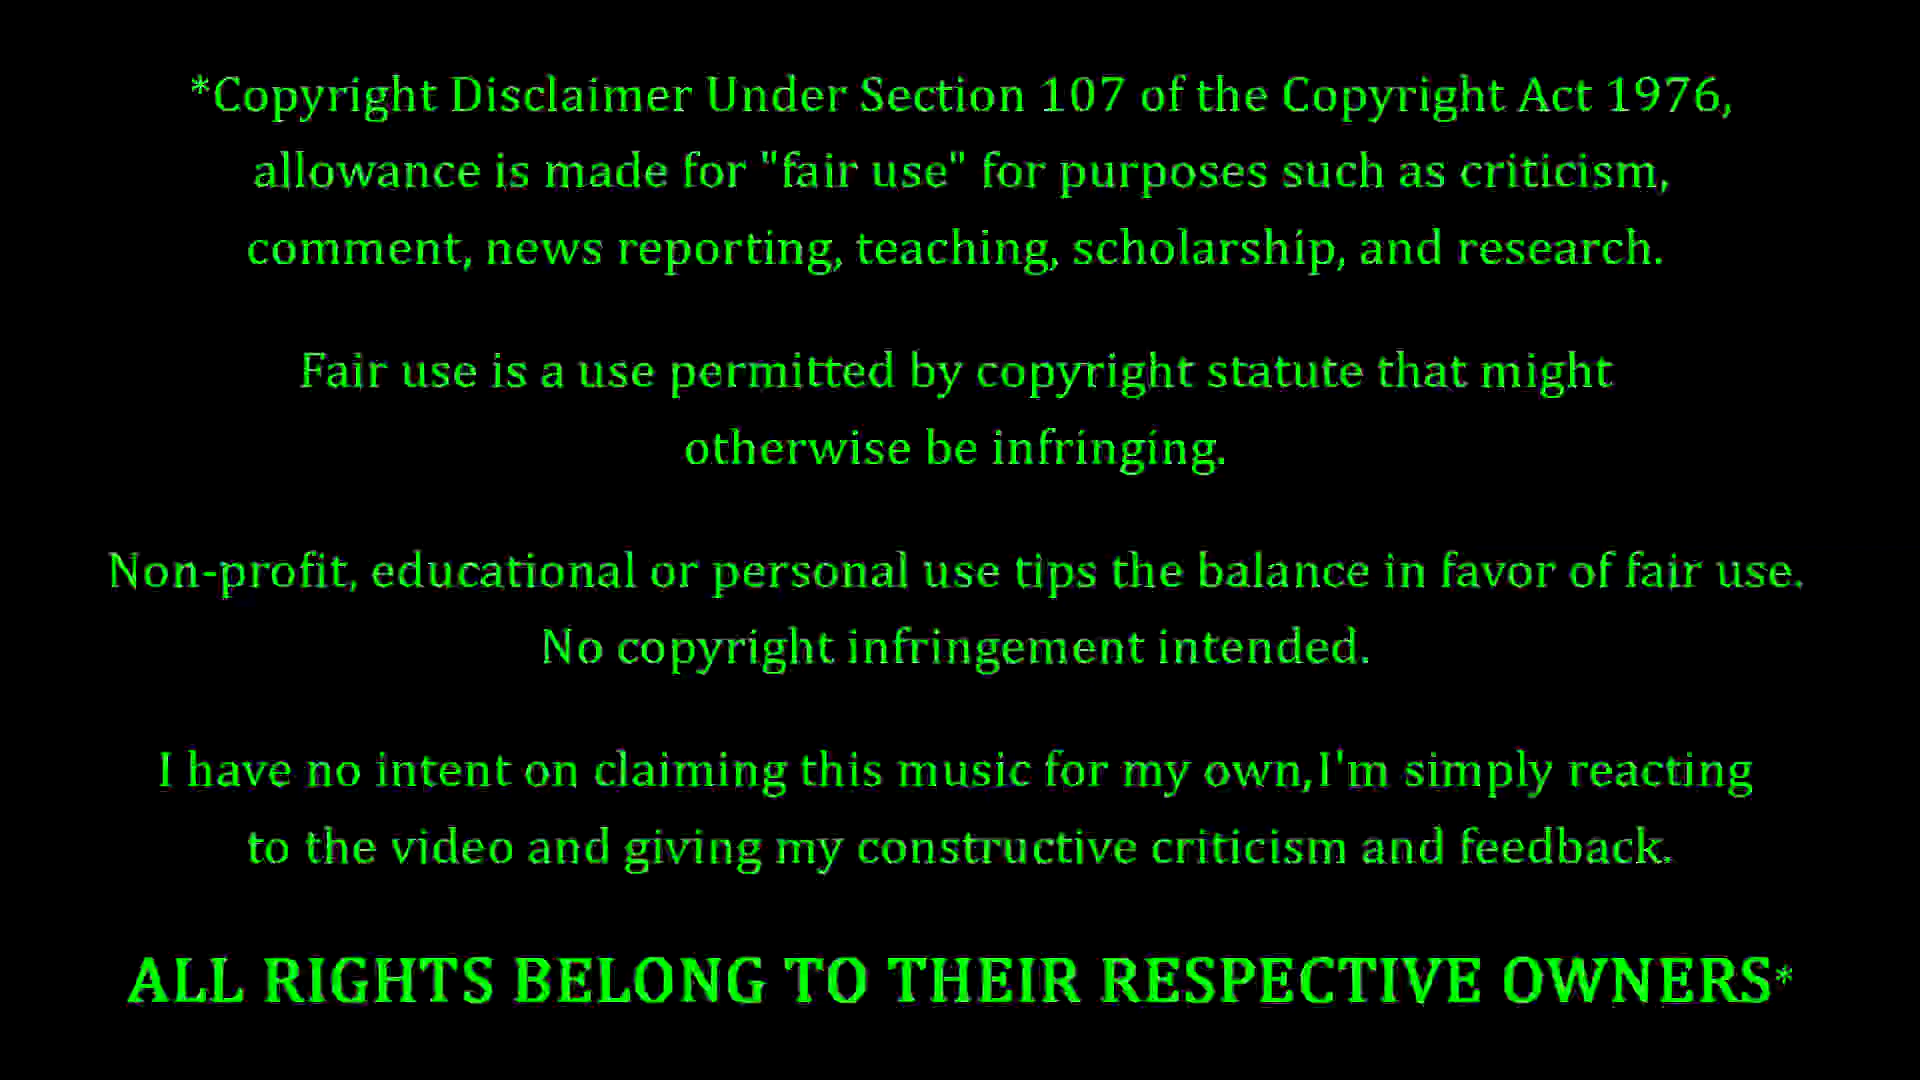 *Copyright Disclaimer Under Section 107 of the Copyright Act 1976,
allowance is made for "fair use" for purposes such as criticism,
comment, news reporting, teaching, scholarship, and research.
Fair use is a use permitted by copyright statute that might
otherwise be infringing.
Non-profit, educational or personal use tips the balance in favor of fair use.
No copyright infringement intended.
I have no intent on claiming this music for my own,I'm simply reacting
to the video and giving my constructive criticism and feedback.
ALL RIGHTS BELONG TO THEIR RESPECTIVE OWNERS*